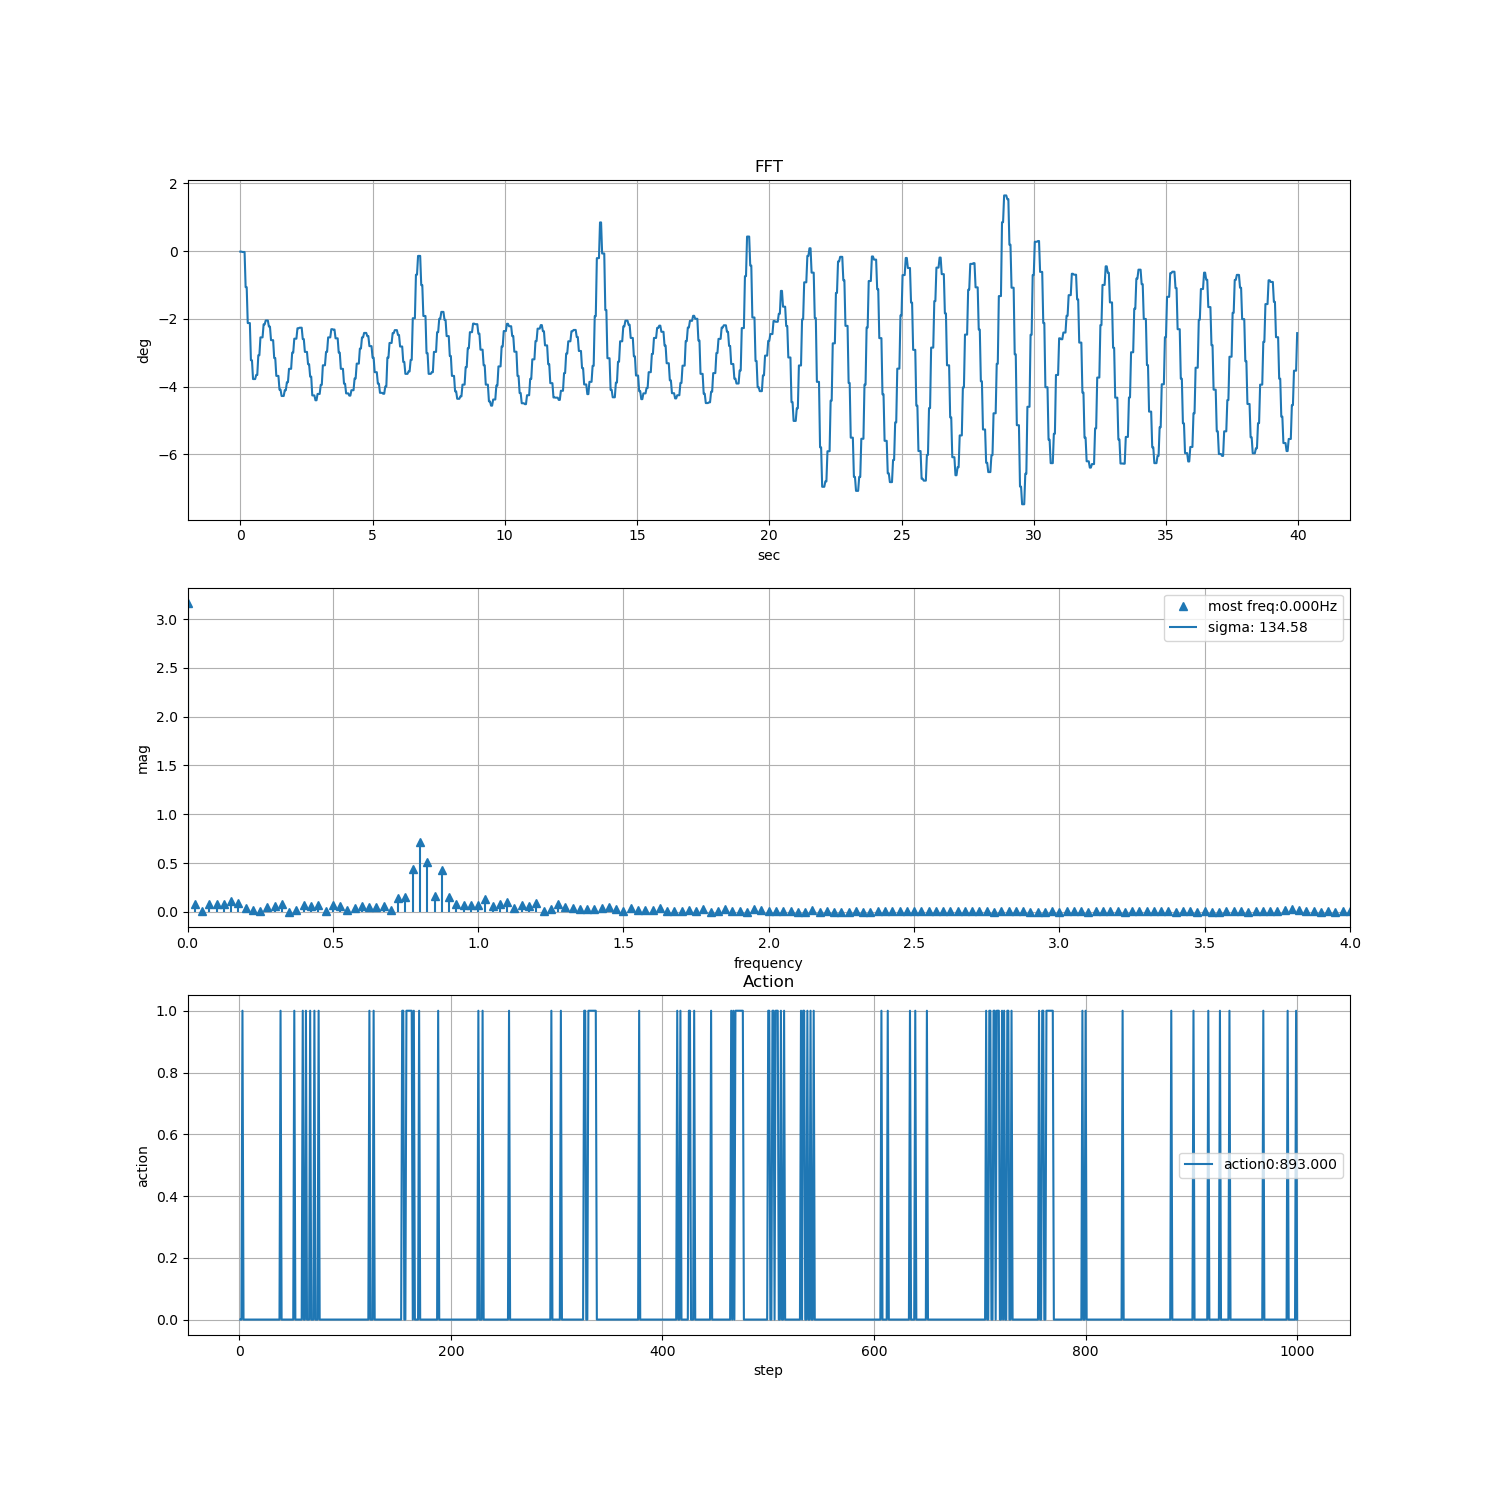 FFT
2
0
−2
−4
−6
deg
0 5 10 15 20 25 30 35 40
sec
3.0
2.5
2.0
1.5
1.0
0.5
0.0
mag
most freq:0.000Hz
sigma: 134.58
0.0 0.5 1.0 1.5 2.0 2.5 3.0 3.5 4.0
frequency
Action
1.0
0.8
0.6
0.4
0.2
0.0
action
action0:893.000
0 200 400 600 800 1000
step